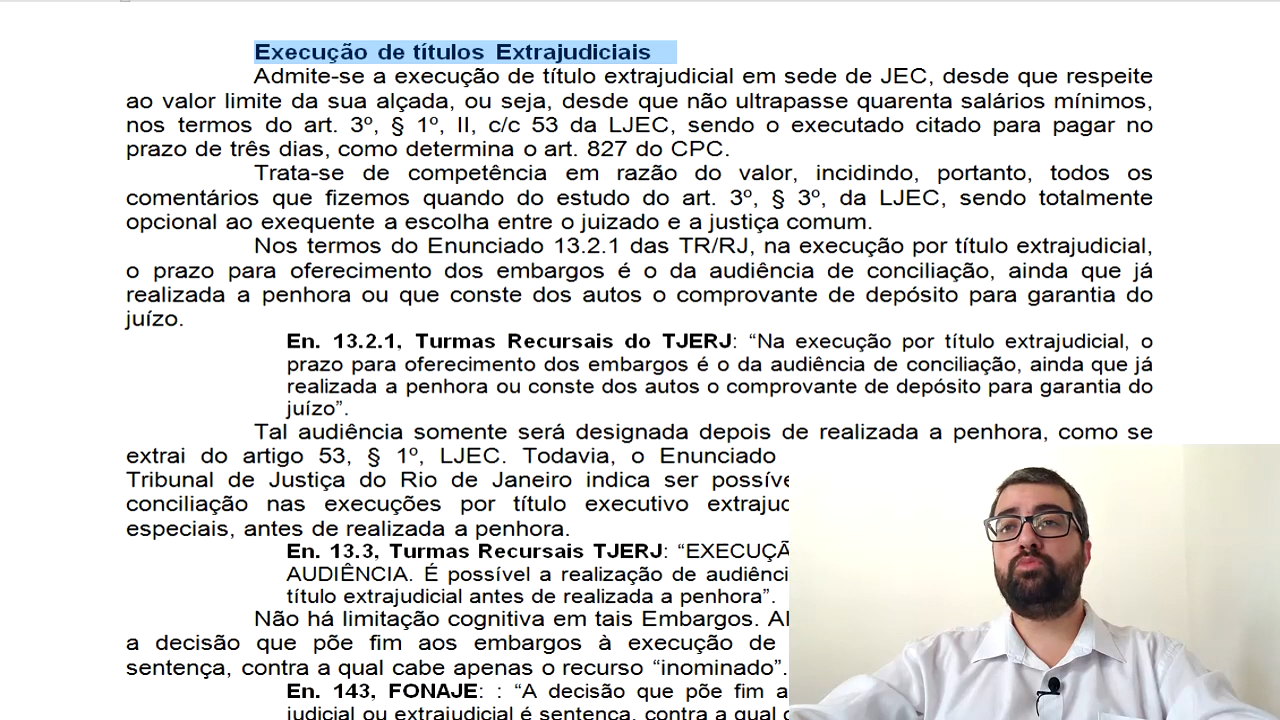 Execução de títulos Extrajudiciais
Admite-se a execução de título extrajudicial em sede de JEC, desde que respeite
ao valor limite da sua alçada, ou seja, desde que não ultrapasse quarenta salários mínimos,
nos termos do art. 3º, § 1º, II, c/c 53 da LJEC, sendo o executado citado para pagar no
prazo de três dias, como determina o art. 827 do CPC.
Trata-se de competência em razão do valor, incidindo, portanto, todos os
comentários que fizemos quando do estudo do art. 3º, § 3º, da LJEC, sendo totalmente
opcional ao exequente a escolha entre o juizado e a justiça comum.
Nos termos do Enunciado 13.2.1 das TR/RJ, na execução por título extrajudicial,
o prazo para oferecimento dos embargos é o da audiência de conciliação, ainda que já
realizada a penhora ou que conste dos autos o comprovante de depósito para garantia do
juízo.
En. 13.2.1, Turmas Recursais do TJERJ: “Na execução por título extrajudicial, o
prazo para oferecimento dos embargos é o da audiência de conciliação, ainda que já
realizada a penhora ou conste dos autos o comprovante de depósito para garantia do
juízo”.
Tal audiência somente será designada depois de realizada a penhora, como se
extrai do artigo 53, § 1º, LJEC. Todavia, o Enunciado
Tribunal de Justiça do Rio de Janeiro indica ser
conciliação nas execuções por título executivo
especiais, antes de realizada a penhora.
En. 13.3, Turmas Recursais TJERJ:
AUDIÊNCIA. É possível a realização de
título extrajudicial antes de realizada a penhora”.
Não há limitação cognitiva em tais Embargos.
a decisão que põe fim aos embargos à execução de
sentença, contra a qual cabe apenas o recurso “inominado”.
En. 143, FONAJE: : “A decisão que põe fim
judicial ou extrajudicial é sentença, contra a qual